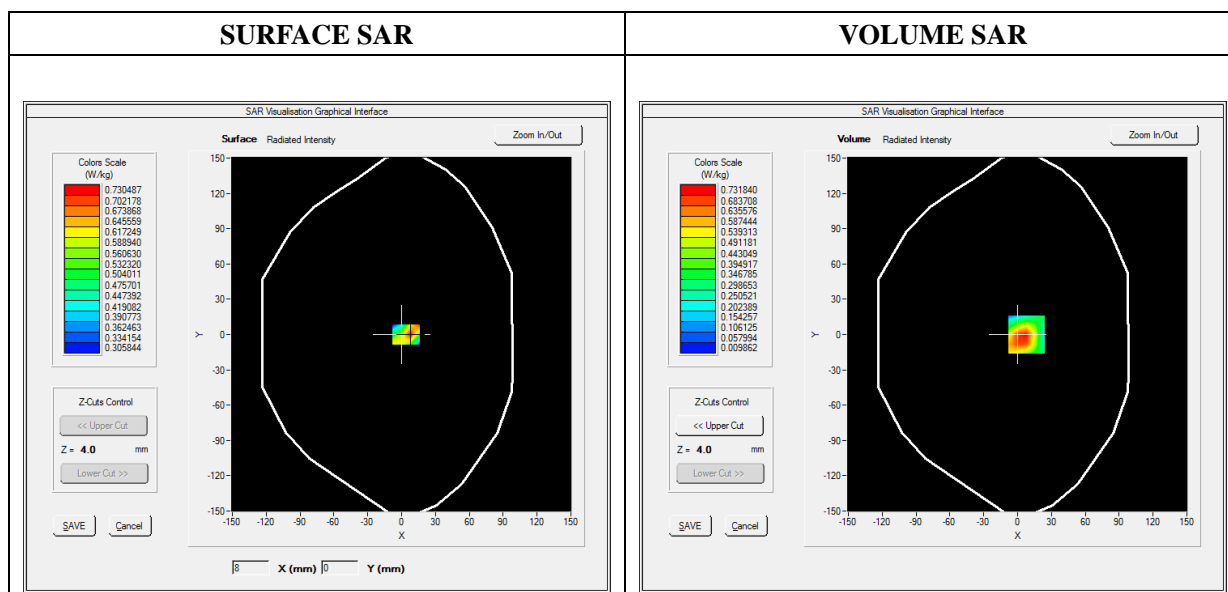 SURFACE SAR
SAR Visualisation Graphical Interface
Surface Radiated Intensity
Zoom In/Out
Colors Scale
(W/kg)
0.730487
0.702178
0.673868
0.645559
0.617249
0.588940
0.560630
0.532320
0.504011
0.475701
0.447392
0.419082
0.390773
0.362463
0.334154
0.305844
Z-Cuts Control
<< Upper Cut
Z = 4.0 mm
Lower Cut >>
SAVE Cancel
150
120
90
60
30
0
-30
-60
-90
-120
-150
Y
-150 -120 -90 -60 -30 0 30 60 90 120 150
X
8 X (mm) 0 Y (mm)
VOLUME SAR
SAR Visualisation Graphical Interface
Volume Radiated Intensity
Zoom In/Out
Colors Scale
(W/kg)
0.731840
0.683708
0.635576
0.587444
0.539313
0.491181
0.443049
0.394917
0.346785
0.298653
0.250521
0.202389
0.154257
0.106125
0.057994
0.009862
Z-Cuts Control
<< Upper Cut
Z = 4.0 mm
Lower Cut >>
SAVE Cancel
150
120
90
60
30
0
-30
-60
-90
-120
-150
Y
-150 -120 -90 -60 -30 0 30 60 90 120 150
X